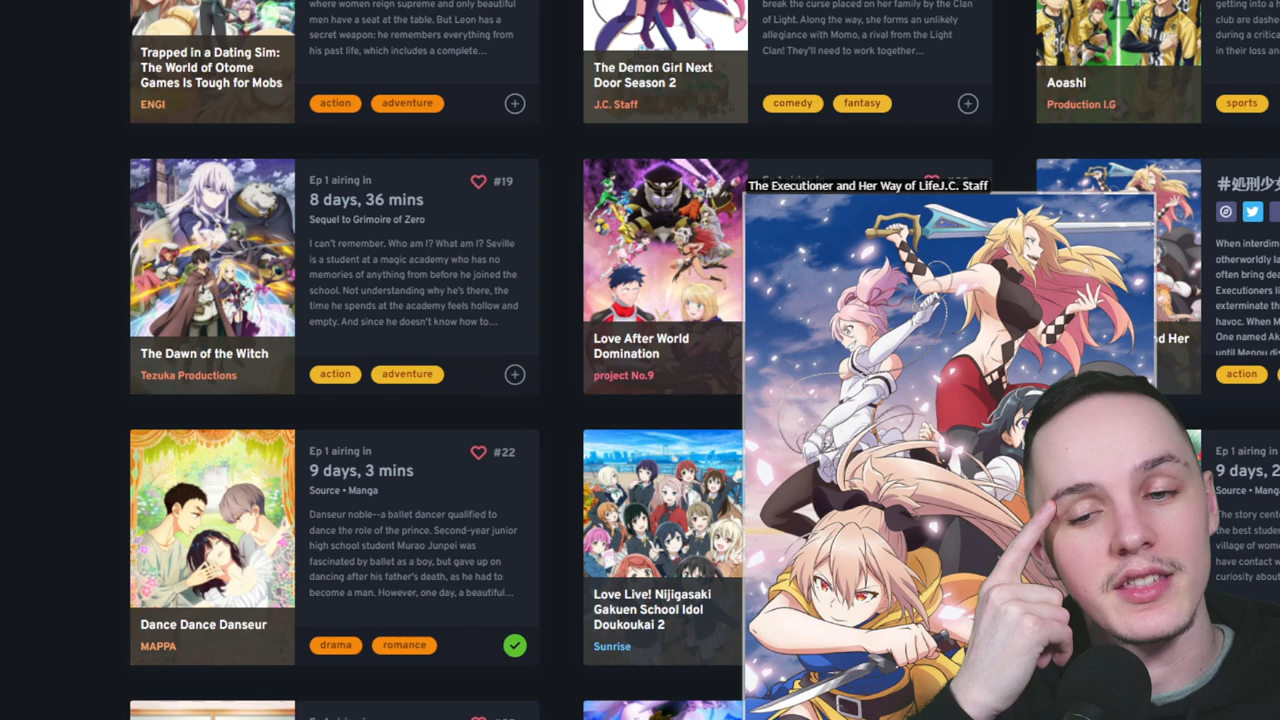 where women reign supreme and only beautiful
men have a seat at the table. But Leon has a
secret weapon: he remembers everything from
his past life, which includes a complete...
Trapped in a Dating Sim:
The World of Otome
Games Is Tough for Mobs
ENGI
action
adventure
break the curse placed on her family by the Clan
of Light. Along the way, she forms an unlikely
allegiance with Momo, a rival from the Light
Clan! They'll need to work together...
The Demon Girl Next
Door Season 2
J.C. Staff
comedy
fantasy
getting into a h
club are dashe
during a critica
in their loss an
Aoashi
Production I.G
sports
Ep 1 airing in
#19
8 days, 36 mins
Sequel to Grimoire of Zero
I can't remember. Who am I? What am I? Seville
is a student at a magic academy who has no
memories of anything from before he joined the
school. Not understanding why he's there, the
time he spends at the academy feels hollow and
empty. And since he doesn't know how to...
The Dawn of the Witch
Tezuka Productions
action
adventure
Love After World
Domination
project No.9
The Executioner and Her Way of LifeJ.C. Staff
#処刑少
When interdim
otherworldly la
often bring dea
Executioners li
exterminate th
havoc. When M
One named Ak
until Menou dis
nd Her
action
Ep 1 airing in
#22
9 days, 3 mins
Source • Manga
Danseur noble--a ballet dancer qualified to
dance the role of the prince. Second-year junior
high school student Murao Junpei was
fascinated by ballet as a boy, but gave up on
dancing after his father's death, as he had to
become a man. However, one day, a beautiful...
Dance Dance Danseur
MAPPA
drama
romance
Love Live! Nijigasaki
Gakuen School Idol
Doukoukai 2
Sunrise
Ep 1 airing in
9 days, 2
Source • Mang
The story cente
the best studen
village of wome
have contact w
curiosity about